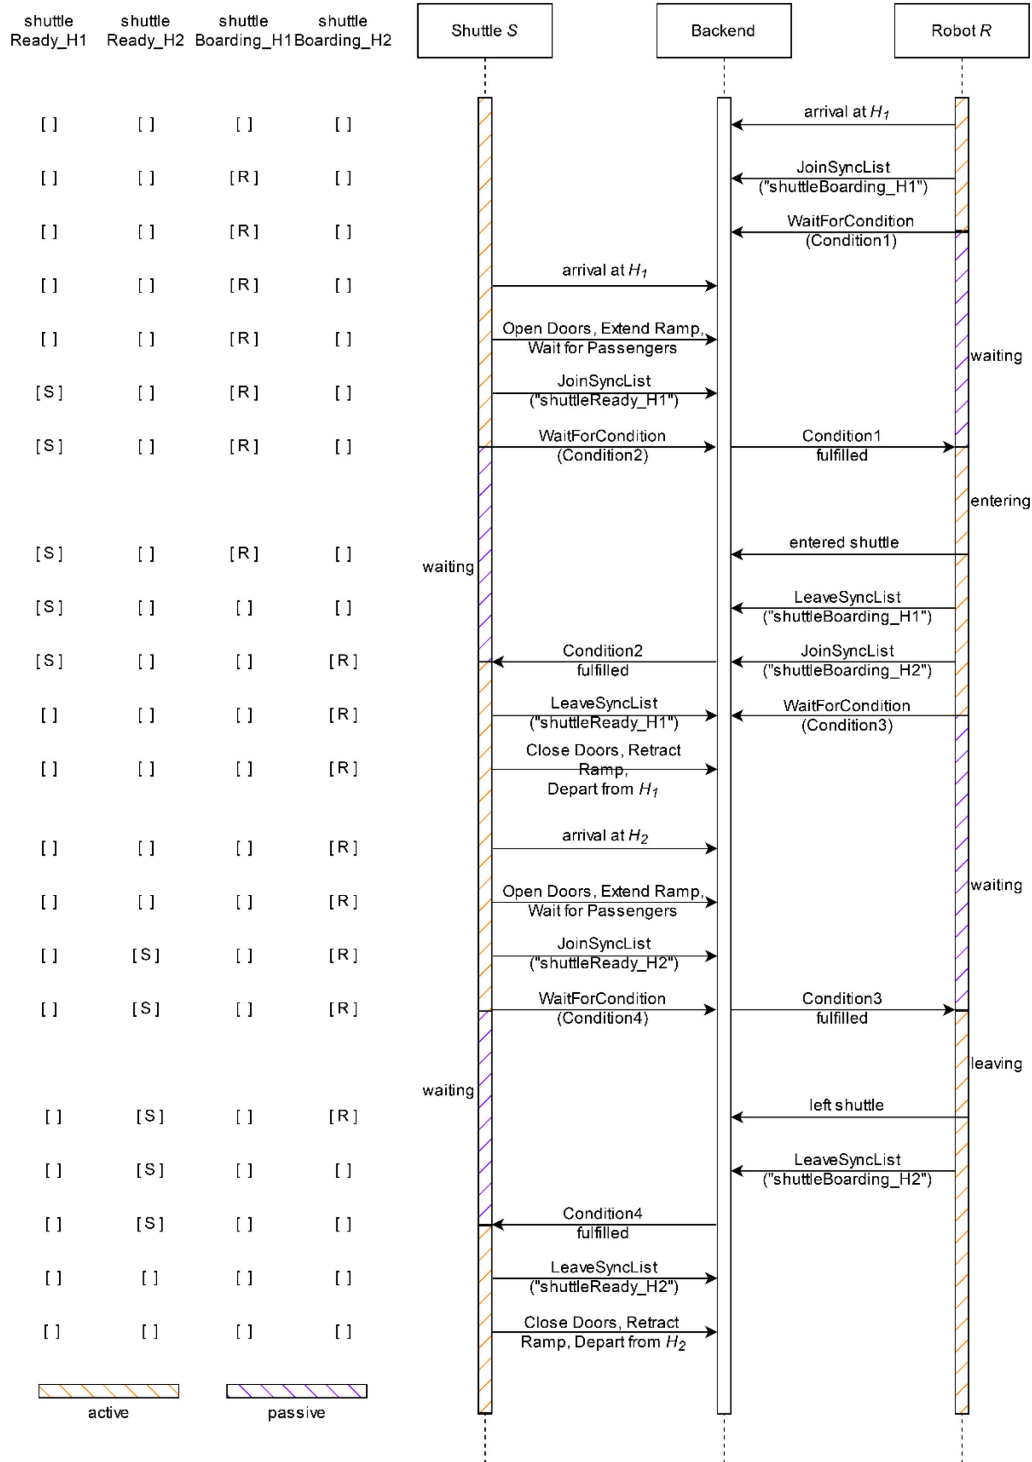 shuttle shuttle shuttle shuttle
Ready_H1 Ready_H2 Boarding_H1 Boarding_H2
Shuttle S Backend Robot R
[ ] [ ] [ ] [ ] arrival at H1
[ ] [ ] [R] [ ] JoinSyncList
("shuttleBoarding_H1")
[ ] [ ] [R] [ ] WaitForCondition
(Condition1)
[ ] [ ] [R] [ ] arrival at H1
[ ] [ ] [R] [ ] Open Doors, Extend Ramp,
Wait for Passengers
waiting
[S] [ ] [R] [ ] JoinSyncList
("shuttleReady_H1")
[S] [ ] [R] [ ] WaitForCondition Condition1
(Condition2) fulfilled
entering
[S] [ ] [R] [ ] entered shuttle
waiting
[S] [ ] [ ] [ ] LeaveSyncList
("shuttleBoarding_H1")
[S] [ ] [ ] [R] Condition2 JoinSyncList
fulfilled ("shuttleBoarding_H2")
[ ] [ ] [ ] [R] LeaveSyncList WaitForCondition
("shuttleReady_H1") (Condition3)
[ ] [ ] [ ] [R] Close Doors, Retract
Ramp,
Depart from H1
[ ] [ ] [ ] [R] arrival at H2
waiting
[ ] [ ] [ ] [R] Open Doors, Extend Ramp,
Wait for Passengers
[ ] [S] [ ] [R] JoinSyncList
("shuttleReady_H2")
[ ] [S] [ ] [R] WaitForCondition Condition3
(Condition4) fulfilled
leaving
waiting
[ ] [S] [ ] [R] left shuttle
[ ] [S] [ ] [ ] LeaveSyncList
("shuttleBoarding_H2")
[ ] [S] [ ] [ ] Condition4
fulfilled
[ ] [ ] [ ] [ ] LeaveSyncList
("shuttleReady_H2")
[ ] [ ] [ ] [ ] Close Doors, Retract
Ramp, Depart from H2
active passive